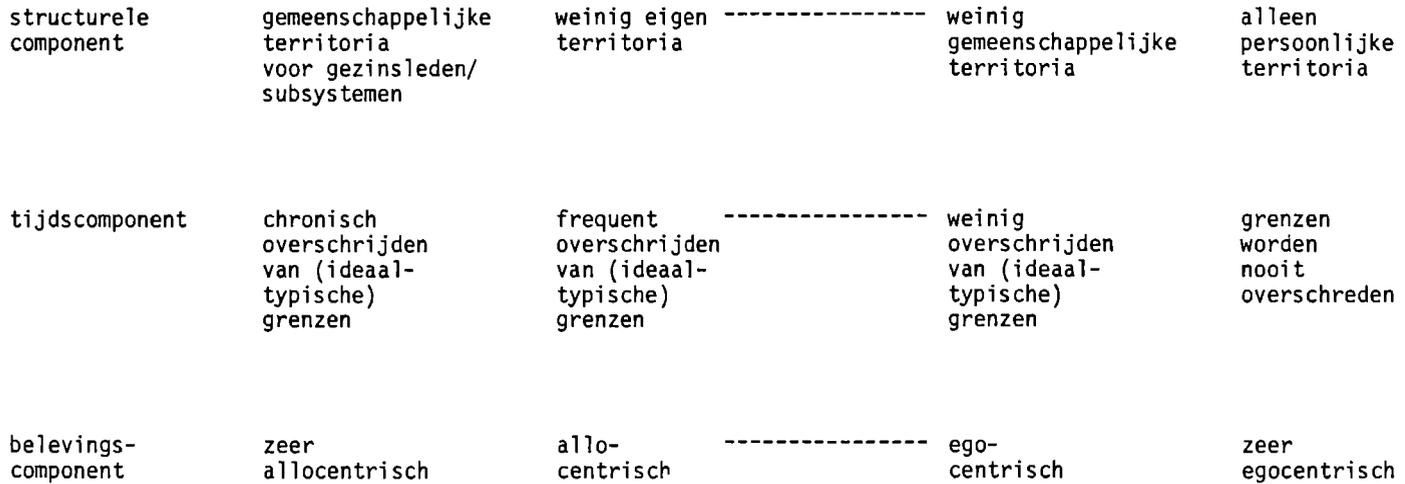 structurele gemeenschappelijke weinig eigen ---------------- weinig alleen
component territoria territoria gemeenschappelijke persoonlijke
voor gezinsleden/ territoria territoria
subsystemen
tijdscomponent chronisch frequent ---------------- weinig grenzen
overschrijden overschrijden overschrijden worden
van (ideaal- van (ideaal- van (ideaal- nooit
typische) typische) typische) overschreden
grenzen grenzen grenzen
belevings- zeer allo- ---------------- ego- zeer
component allocentrisch centrisch centrisch egocentrisch